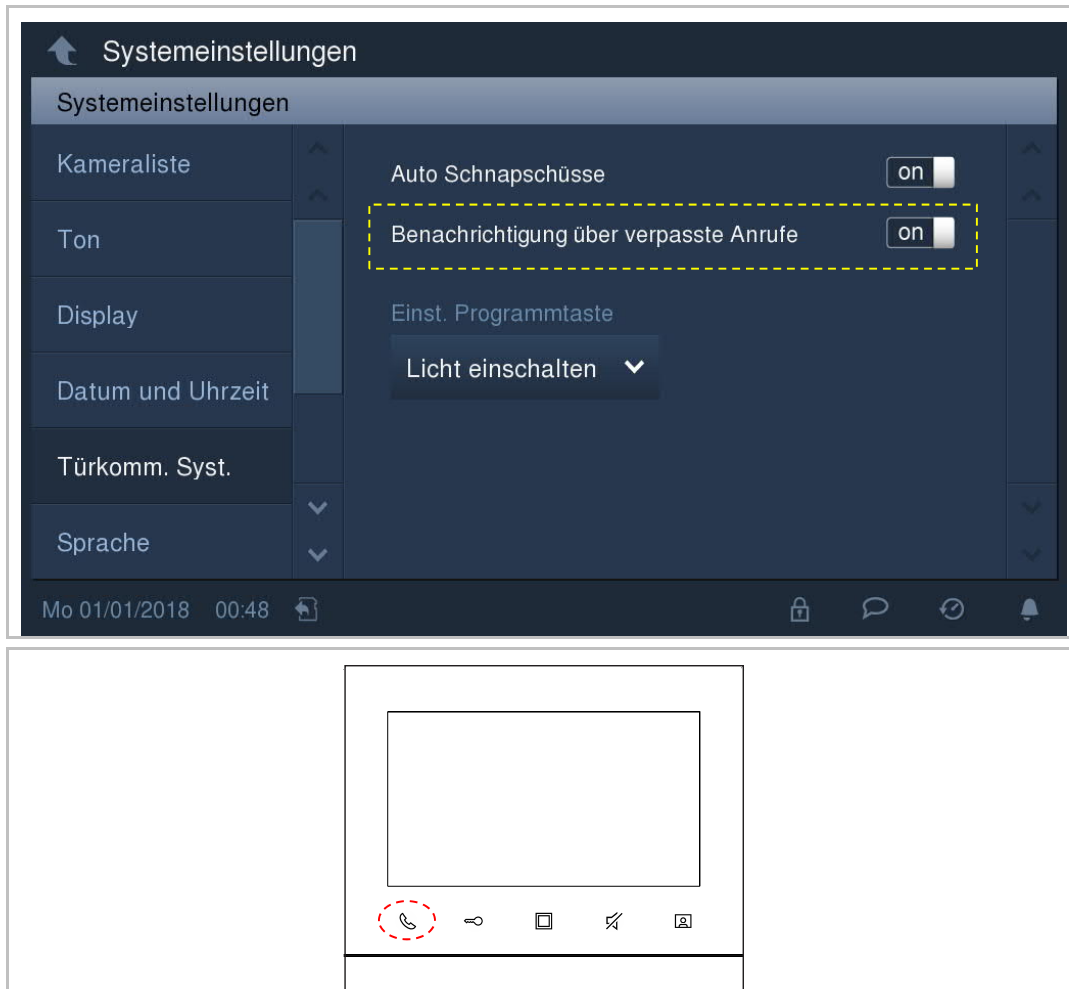 Systemeinstellungen
Systemeinstellungen
Kameraliste
Ton
Display
Datum und Uhrzeit
Türkomm. Syst.
Sprache
Auto Schnapschüsse on
Benachrichtigung über verpasste Anrufe on
Einst. Programmtaste
Licht einschalten
Mo 01/01/2018 00:48